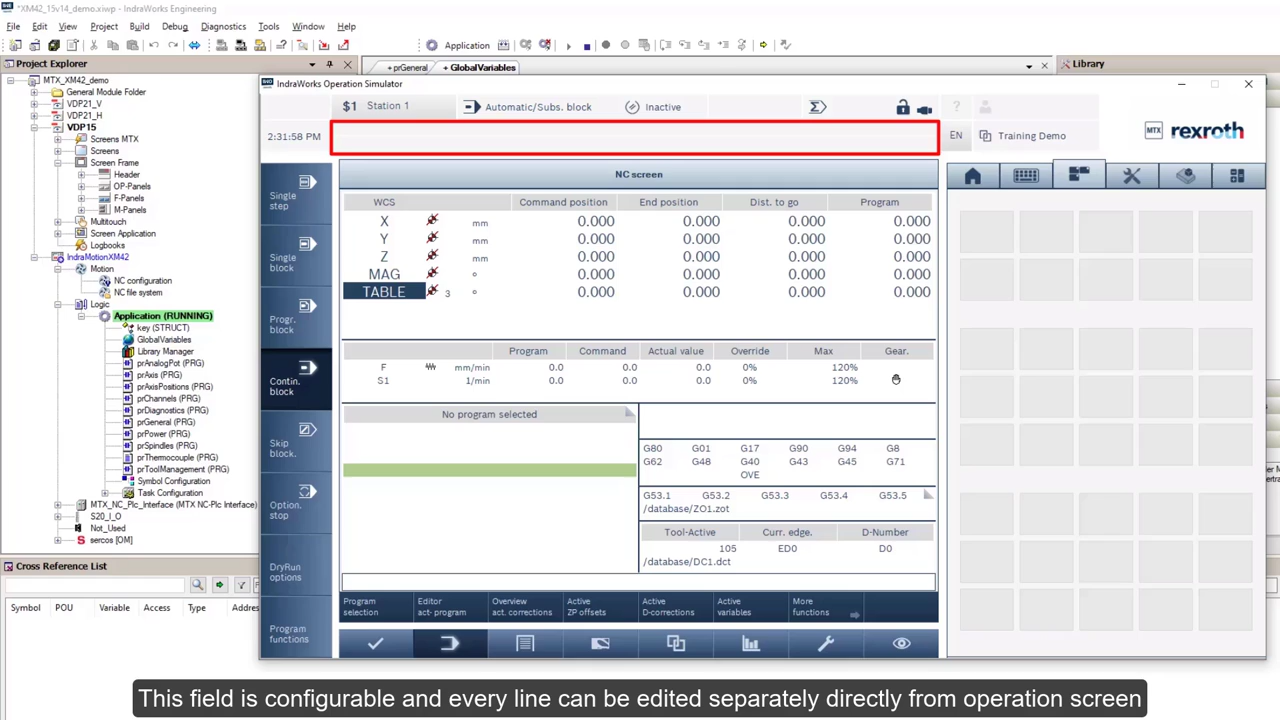 *XM42_15v14_demo.xiwp - IndraWorks Engineering
File Edit View Project Build Debug Diagnostics Tools Window Help
Application
Project Explorer
+ prGeneral
+ GlobalVariables
Library
MTX_XM42_demo
General Module Folder
VDP21_V
VDP21_H
VDP15
Screens MTX
Screens
Screen Frame
Header
OP-Panels
F-Panels
M-Panels
Multitouch
Screen Application
Logbooks
IndraMotionXM42
Motion
NC configuration
NC file system
Logic
Application (RUNNING)
key (STRUCT)
GlobalVariables
Library Manager
prAnalogPot (PRG)
prAxis (PRG)
prAxisPositions (PRG)
prChannels (PRG)
prDiagnostics (PRG)
prGeneral (PRG)
prPower (PRG)
prSpindles (PRG)
prThermocouple (PRG)
prToolManagement (PRG)
Symbol Configuration
Task Configuration
MTX_NC_Plc_Interface (MTX NC-Plc Interface)
S20_I_O
Not_Used
sercos [OM]
Cross Reference List
Symbol POU Variable Access Type Addre
IndraWorks Operation Simulator
$1 Station 1 Automatic/Subs. block Inactive
2:31:58 PM
EN Training Demo
MTX rexroth
Single
step
Single
block
Progr.
block
Contin.
block
Skip
block.
Option.
stop
DryRun
options
Program
functions
NC screen
WCS Command position End position Dist. to go Program
X mm 0.000 0.000 0.000 0.000
Y mm 0.000 0.000 0.000 0.000
Z mm 0.000 0.000 0.000 0.000
MAG ° 0.000 0.000 0.000 0.000
TABLE 3 ° 0.000 0.000 0.000 0.000
Program Command Actual value Override Max Gear.
F mm/min 0.0 0.0 0.0 0% 120%
S1 1/min 0.0 0.0 0.0 0% 120%
No program selected
G80 G01 G17 G90 G94 G8
G62 G48 G40 G43 G45 G71
OVE
G53.1 G53.2 G53.3 G53.4 G53.5
/database/ZO1.zot
Tool-Active Curr. edge. D-Number
105 ED0 D0
/database/DC1.dct
Program
selection
Editor
act- program
Overview
act. corrections
Active
ZP offsets
Active
D-corrections
Active
variables
More
functions
This field is configurable and every line can be edited separately directly from operation screen